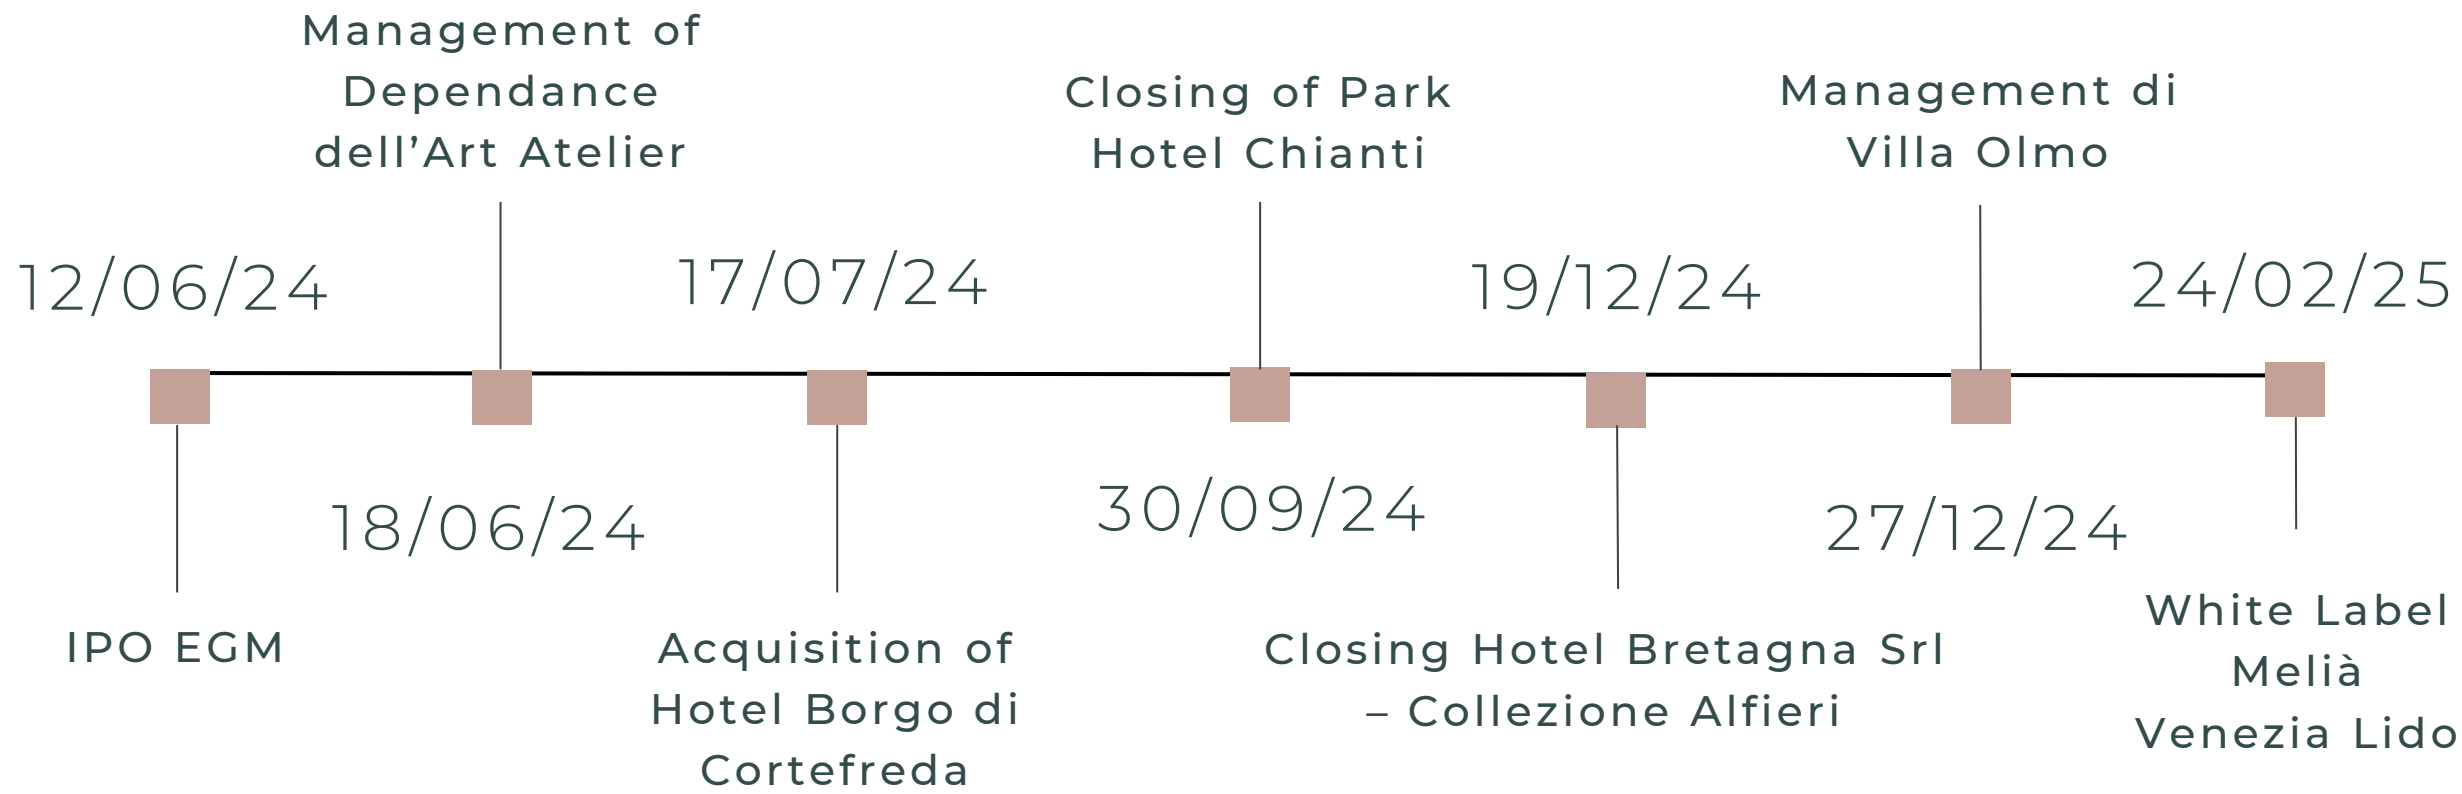 12/06/24
IPO EGM
Management of
Dependance
dell’Art Atelier
18/06/24
17/07/24
Acquisition of
Hotel Borgo di
Cortefreda
Closing of Park
Hotel Chianti
30/09/24
19/12/24
Closing Hotel Bretagna Srl
– Collezione Alfieri
Management di
Villa Olmo
27/12/24
24/02/25
White Label
Melià
Venezia Lido